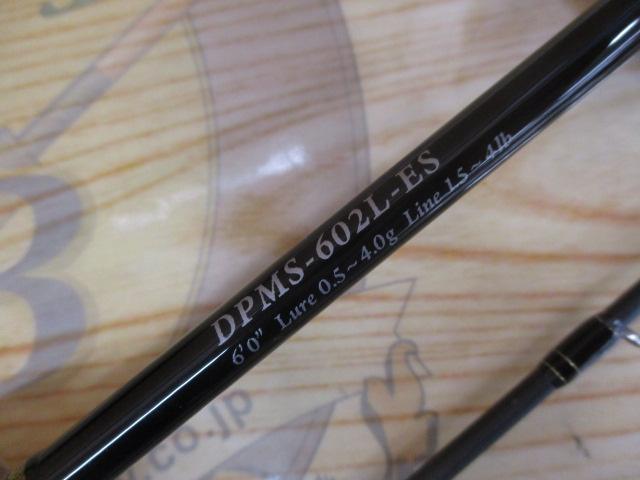 DPMS-602L-ES
6'0" Lure 0.5~4.0g Line 1.5~4lb
.co.jp